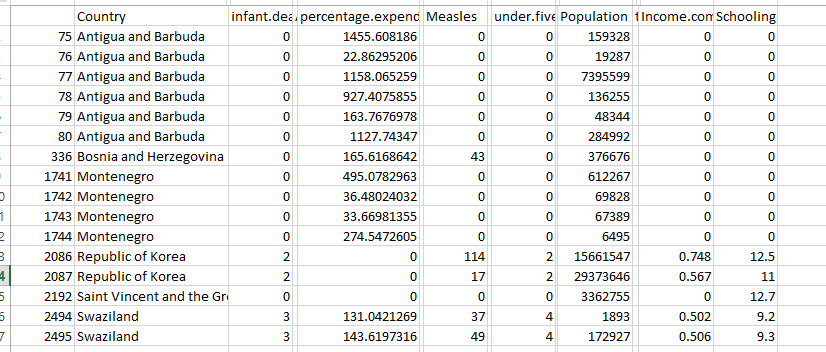 Country infant.dea percentage.expend Measles under.five Population Income.com Schooling
75 Antigua and Barbuda 0 1455.608186 0 0 159328 0 0
76 Antigua and Barbuda 0 22.86295206 0 0 19287 0 0
77 Antigua and Barbuda 0 1158.065259 0 0 7395599 0 0
78 Antigua and Barbuda 0 927.4075855 0 0 136255 0 0
79 Antigua and Barbuda 0 163.7676978 0 0 48344 0 0
80 Antigua and Barbuda 0 1127.74347 0 0 284992 0 0
336 Bosnia and Herzegovina 0 165.6168642 43 0 376676 0 0
1741 Montenegro 0 495.0782963 0 0 612267 0 0
1742 Montenegro 0 36.48024032 0 0 69828 0 0
1743 Montenegro 0 33.66981355 0 0 67389 0 0
1744 Montenegro 0 274.5472605 0 0 6495 0 0
2086 Republic of Korea 2 0 114 2 15661547 0.748 12.5
2087 Republic of Korea 2 0 17 2 29373646 0.567 11
2192 Saint Vincent and the Gr 0 0 0 0 3362755 0 12.7
2494 Swaziland 3 131.0421269 37 4 1893 0.502 9.2
2495 Swaziland 3 143.6197316 49 4 172927 0.506 9.3